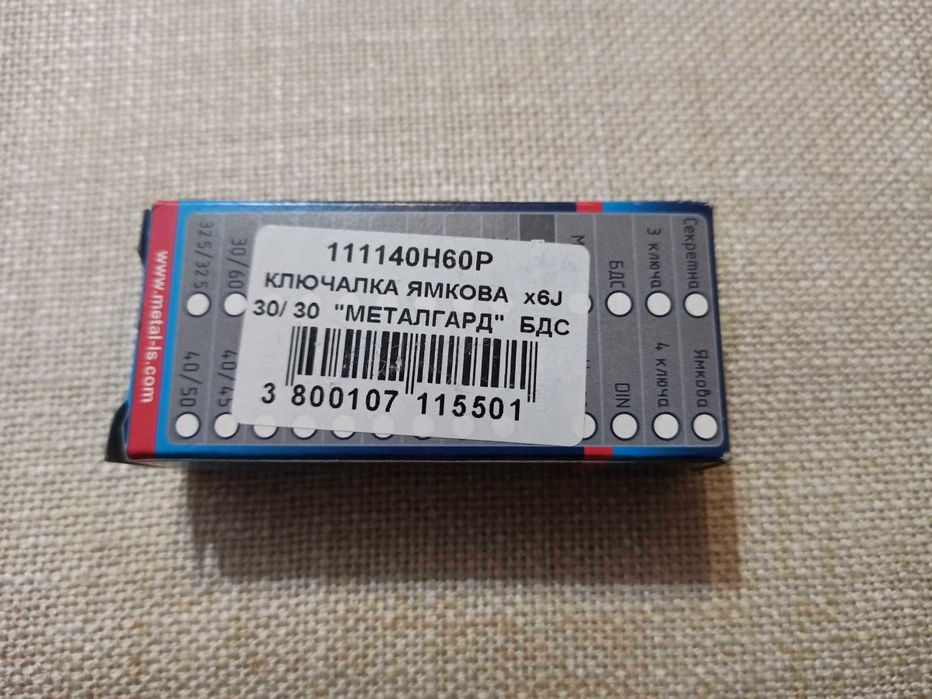 111140H60P
КЛЮЧАЛКА ЯМКОВА x6J
30/ 30 "МЕТАЛГАРД" БДС
3 800107 115501
www.metal-ls.com
32.5/32.5
30/60
БДС
3 ключа
Секретна
40/50
40/45
DIN
4 ключа
Ямкова